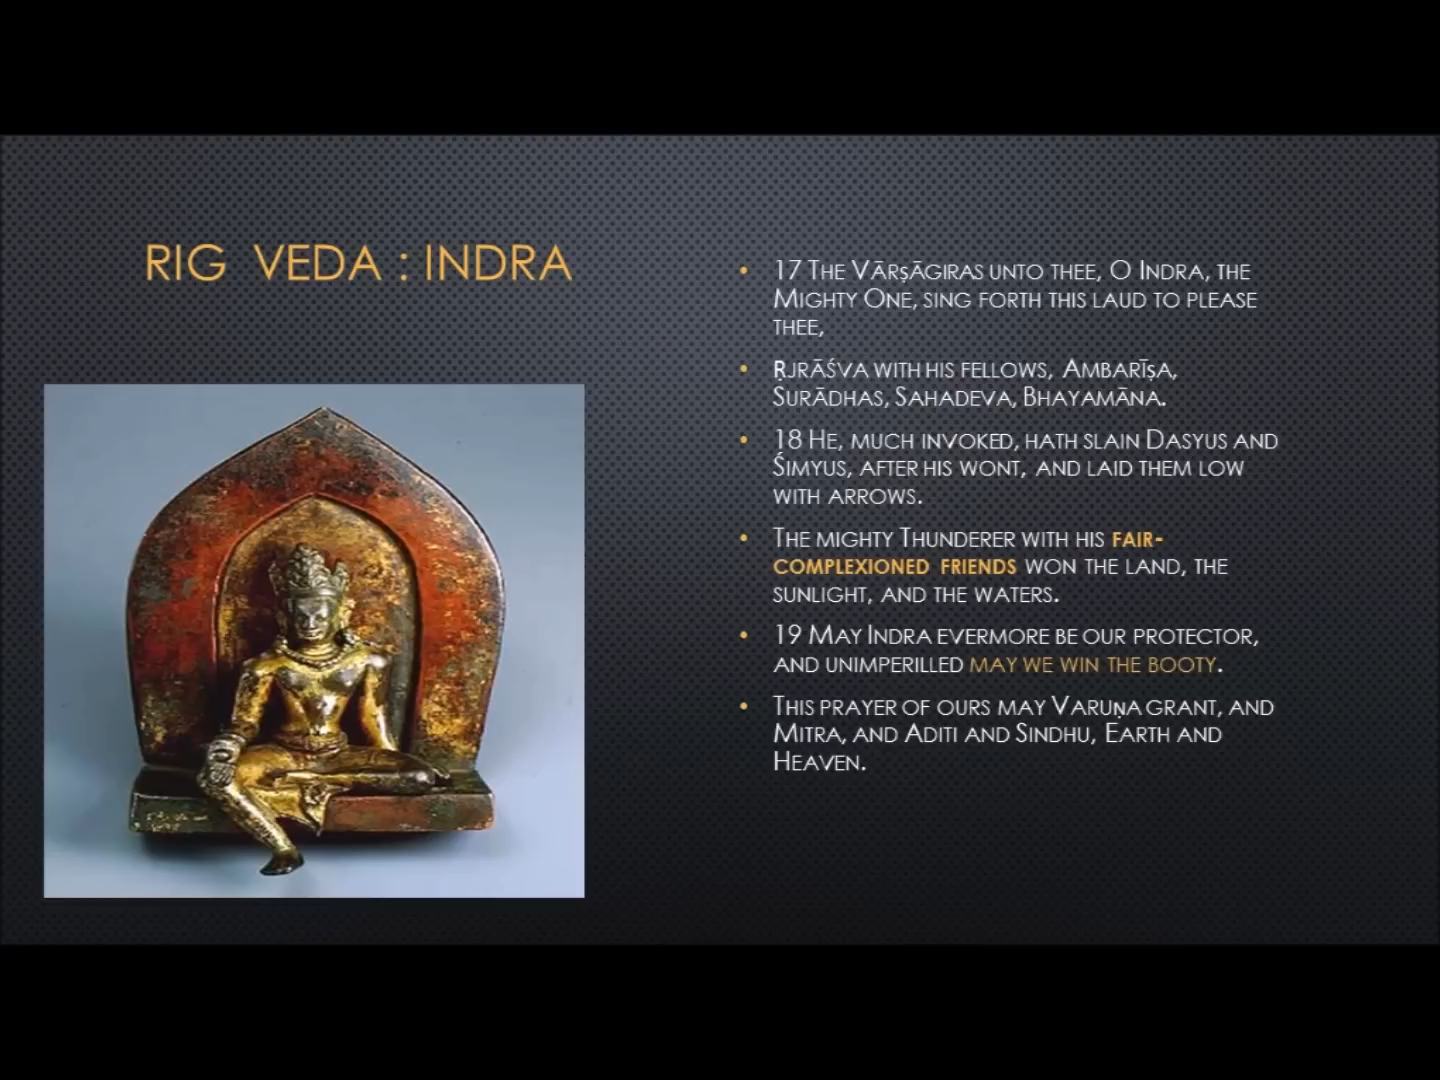 RIG VEDA : INDRA
• 17 The Vārṣāgiras unto thee, O Indra, the
Mighty One, sing forth this laud to please
thee,
• Ṛjrāśva with his fellows, Ambarīṣa,
Surādhas, Sahadeva, Bhayamāna.
• 18 He, much invoked, hath slain Dasyus and
Śimyus, after his wont, and laid them low
with arrows.
• The mighty Thunderer with his fair-
complexioned friends won the land, the
sunlight, and the waters.
• 19 May Indra evermore be our protector,
and unimperilled may we win the booty.
• This prayer of ours may Varuṇa grant, and
Mitra, and Aditi and Sindhu, Earth and
Heaven.